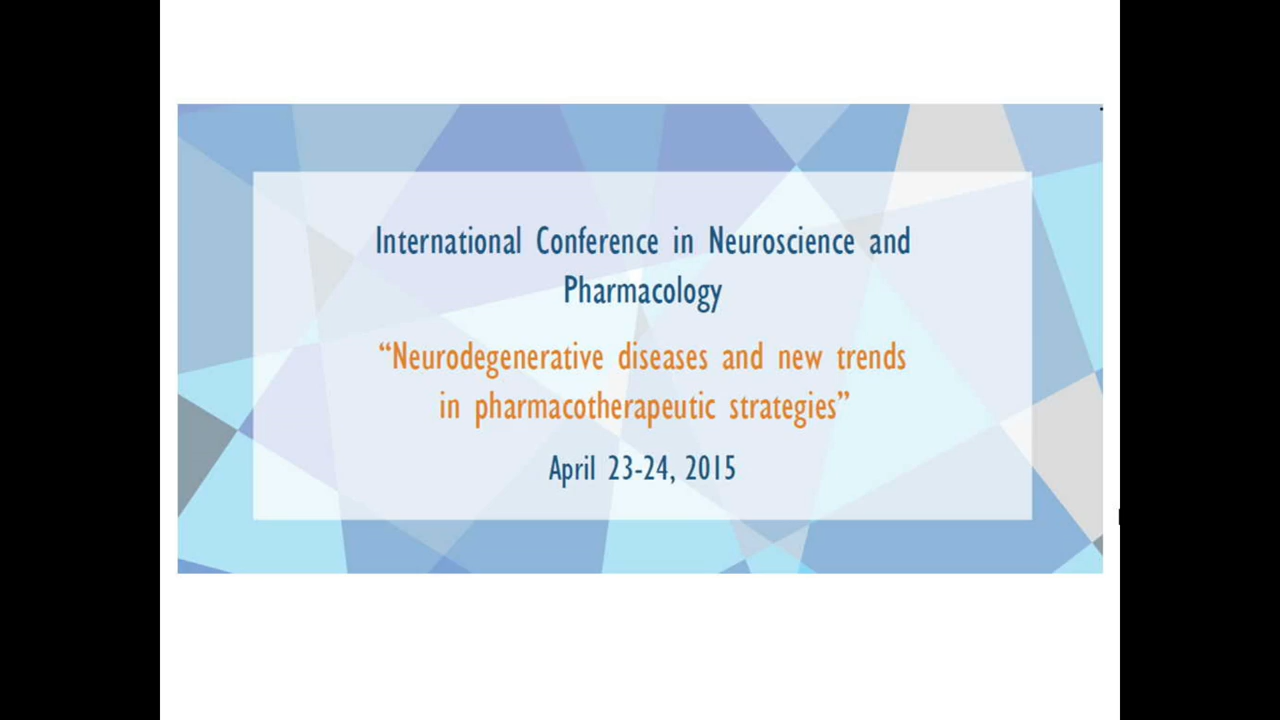 International Conference in Neuroscience and
Pharmacology
“Neurodegenerative diseases and new trends
in pharmacotherapeutic strategies”
April 23-24, 2015